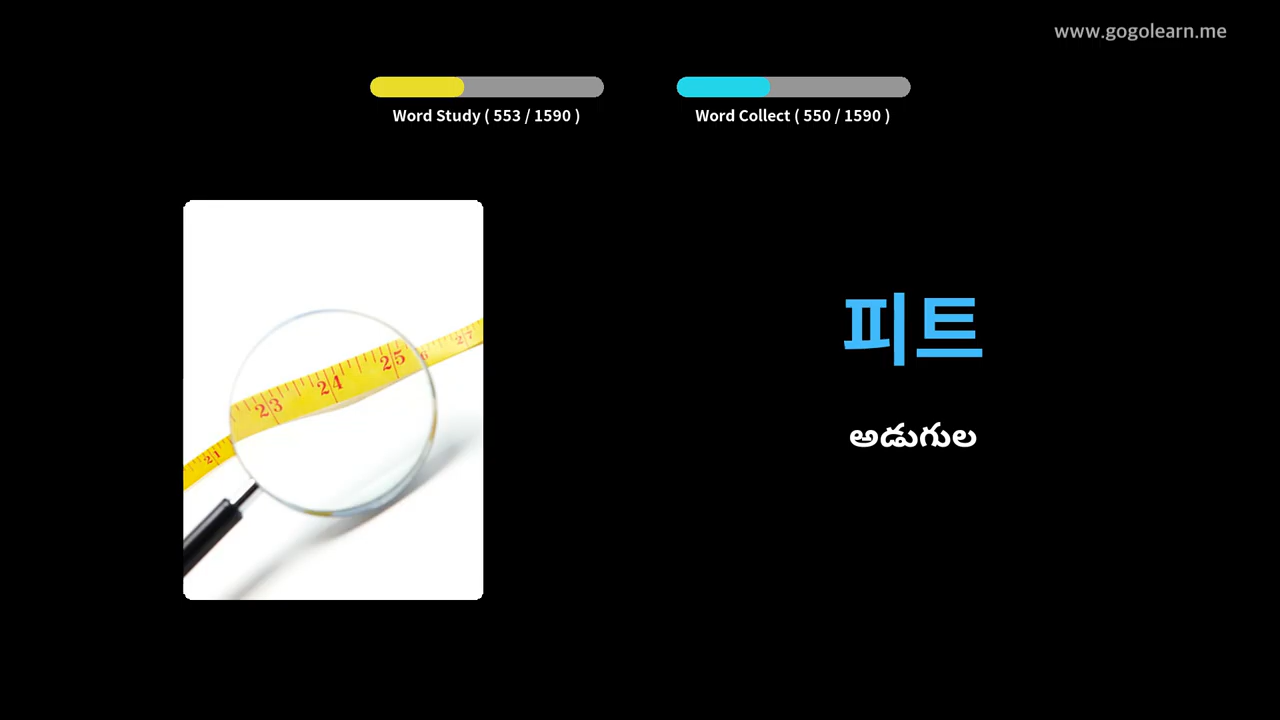 www.gogolearn.me
Word Study ( 553 / 1590 )
Word Collect ( 550 / 1590 )
피트
అడుగుల
21
23
24
25
6
27